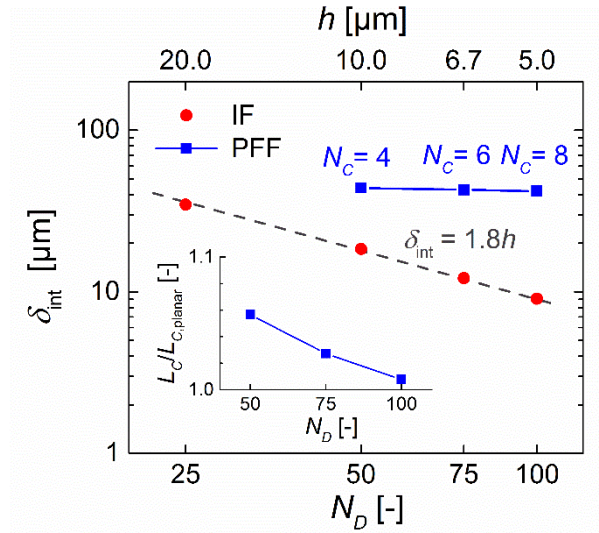 h [μm]
20.0 10.0 6.7 5.0
100
IF
PFF
N_C = 4 N_C = 6 N_C = 8
δ_int = 1.8h
δ_int [μm]
10
1.1
L_C/L_C,planar [-]
1.0
50 75 100
N_D [-]
1
25 50 75 100
N_D [-]